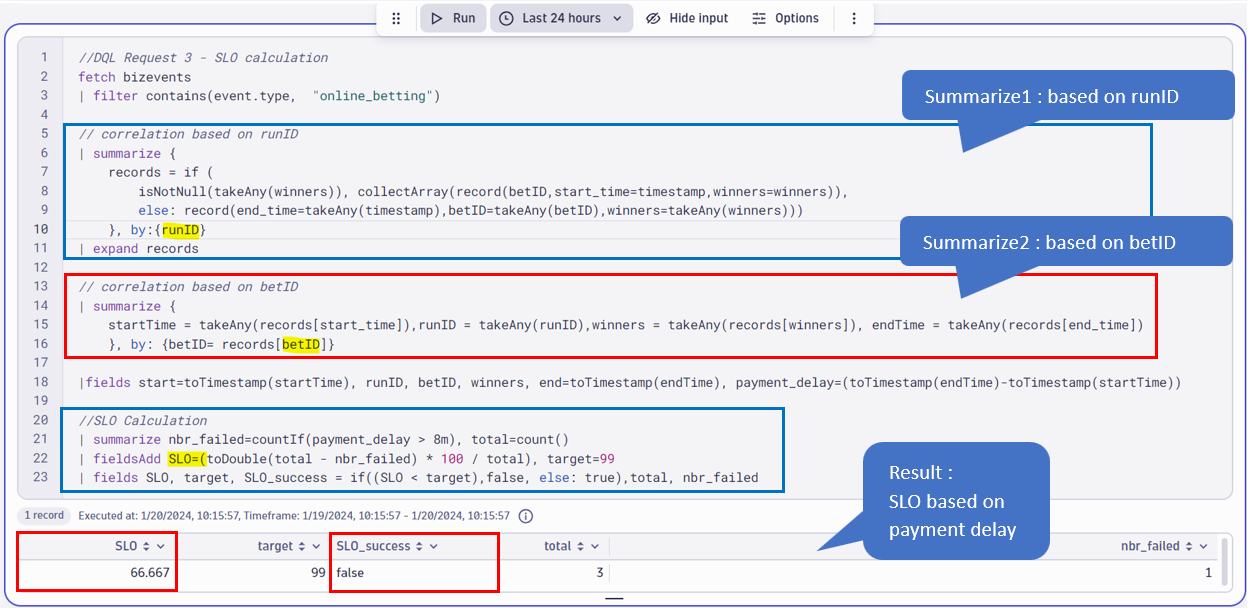 Run Last 24 hours Hide input Options
1 //DQL Request 3 - SLO calculation
2 fetch bizevents
3 | filter contains(event.type,  "online_betting")
4
5 // correlation based on runID
6 | summarize {
7 records = if (
8 isNotNull(takeAny(winners)), collectArray(record(betID,start_time=timestamp,winners=winners)),
9 else: record(end_time=takeAny(timestamp),betID=takeAny(betID),winners=takeAny(winners)))
10 }, by:{runID}
11 | expand records
12
13 // correlation based on betID
14 | summarize {
15 startTime = takeAny(records[start_time]),runID = takeAny(runID),winners = takeAny(records[winners]), endTime = takeAny(records[end_time])
16 }, by: {betID= records[betID]}
17
18 |fields start=toTimestamp(startTime), runID, betID, winners, end=toTimestamp(endTime), payment_delay=(toTimestamp(endTime)-toTimestamp(startTime))
19
20 //SLO Calculation
21 | summarize nbr_failed=countIf(payment_delay > 8m), total=count()
22 | fieldsAdd SLO=(toDouble(total - nbr_failed) * 100 / total), target=99
23 | fields SLO, target, SLO_success = if((SLO < target),false, else: true),total, nbr_failed
Summarize1 : based on runID
Summarize2 : based on betID
Result :
SLO based on
payment delay
1 record Executed at: 1/20/2024, 10:15:57, Timeframe: 1/19/2024, 10:15:57 - 1/20/2024, 10:15:57
SLO target SLO_success total nbr_failed
66.667 99 false 3 1